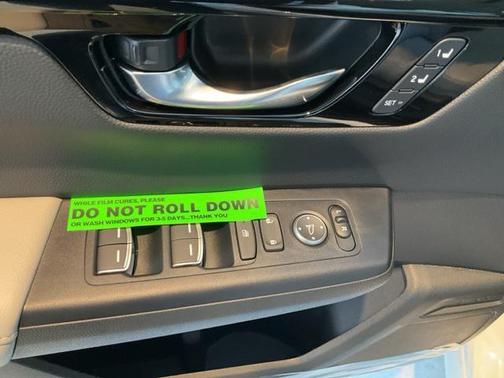 1
2
SET
WHILE FILM CURES, PLEASE
DO NOT ROLL DOWN
OR WASH WINDOWS FOR 3-5 DAYS...THANK YOU